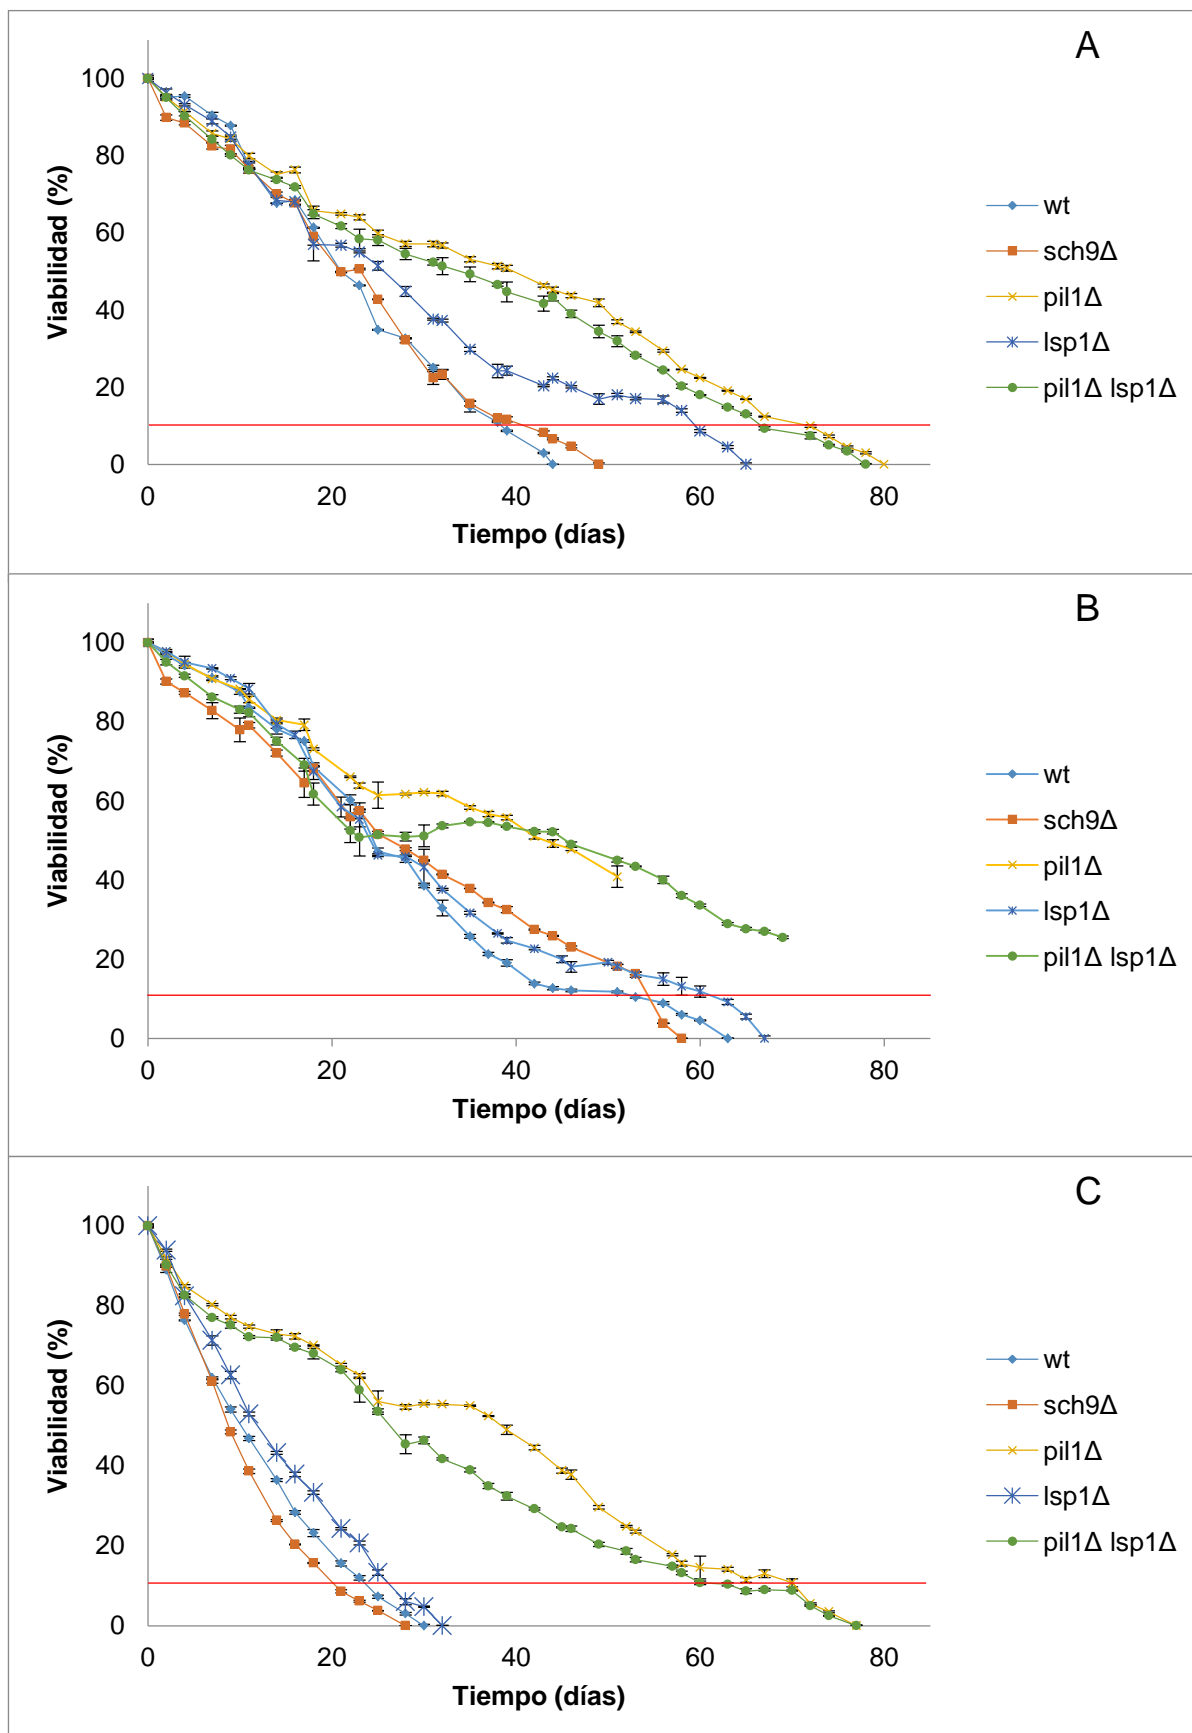 A
Viabilidad (%)
100
80
60
40
20
0
0 20 40 60 80
Tiempo (días)
wt
sch9Δ
pil1Δ
lsp1Δ
pil1Δ lsp1Δ
B
Viabilidad (%)
100
80
60
40
20
0
0 20 40 60 80
Tiempo (días)
wt
sch9Δ
pil1Δ
lsp1Δ
pil1Δ lsp1Δ
C
Viabilidad (%)
100
80
60
40
20
0
0 20 40 60 80
Tiempo (días)
wt
sch9Δ
pil1Δ
lsp1Δ
pil1Δ lsp1Δ